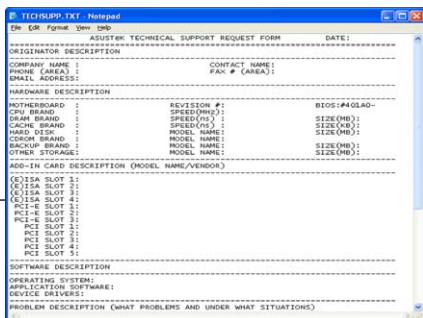 TECHSUPP.TXT - Notepad
File Edit Format View Help
ASUSTeK TECHNICAL SUPPORT REQUEST FORM DATE:
ORIGINATOR DESCRIPTION
COMPANY NAME : CONTACT NAME:
PHONE (AREA) : FAX # (AREA):
EMAIL ADDRESS:
HARDWARE DESCRIPTION
MOTHERBOARD : REVISION #: BIOS:#401A0-
CPU BRAND : SPEED(MHz):
DRAM BRAND : SPEED(ns) : SIZE(MB):
CACHE BRAND : SPEED(ns) : SIZE(KB):
HARD DISK : MODEL NAME: SIZE(MB):
CDROM BRAND : MODEL NAME:
BACKUP BRAND : MODEL NAME: SIZE(MB):
OTHER STORAGE: MODEL NAME: SIZE(MB):
ADD-IN CARD DESCRIPTION (MODEL NAME/VENDOR)
(E)ISA SLOT 1:
(E)ISA SLOT 2:
(E)ISA SLOT 3:
(E)ISA SLOT 4:
PCI-E SLOT 1:
PCI-E SLOT 2:
PCI-E SLOT 3:
PCI SLOT 1:
PCI SLOT 2:
PCI SLOT 3:
PCI SLOT 4:
PCI SLOT 5:
SOFTWARE DESCRIPTION
OPERATING SYSTEM:
APPLICATION SOFTWARE:
DEVICE DRIVERS:
PROBLEM DESCRIPTION (WHAT PROBLEMS AND UNDER WHAT SITUATIONS)